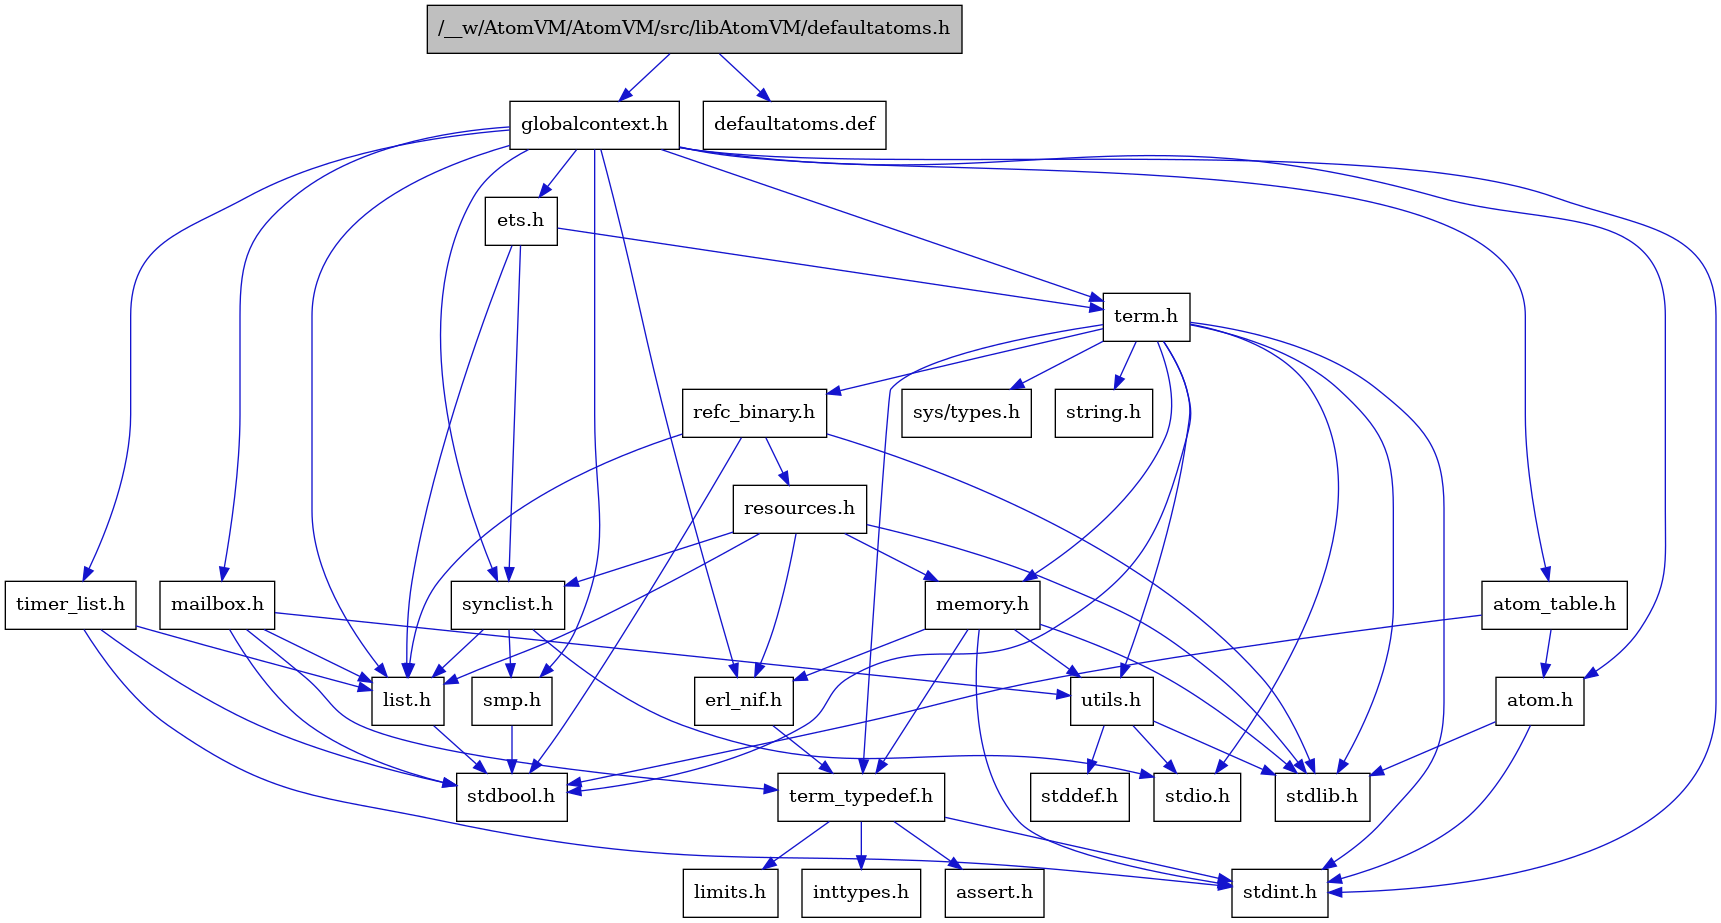 /__w/AtomVM/AtomVM/src/libAtomVM/defaultatoms.h
globalcontext.h
defaultatoms.def
ets.h
term.h
refc_binary.h
sys/types.h
string.h
resources.h
timer_list.h
mailbox.h
synclist.h
memory.h
atom_table.h
list.h
smp.h
erl_nif.h
utils.h
atom.h
stdbool.h
term_typedef.h
stddef.h
stdio.h
stdlib.h
limits.h
inttypes.h
assert.h
stdint.h